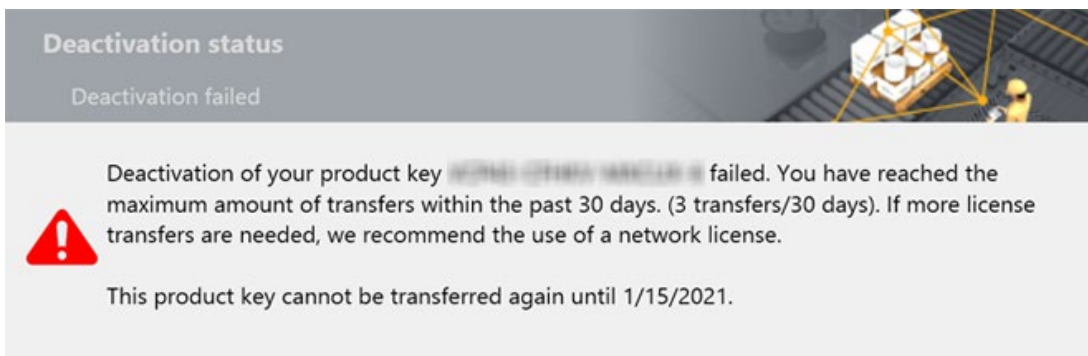 Deactivation status
Deactivation failed
Deactivation of your product key failed. You have reached the
maximum amount of transfers within the past 30 days. (3 transfers/30 days). If more license
transfers are needed, we recommend the use of a network license.
This product key cannot be transferred again until 1/15/2021.